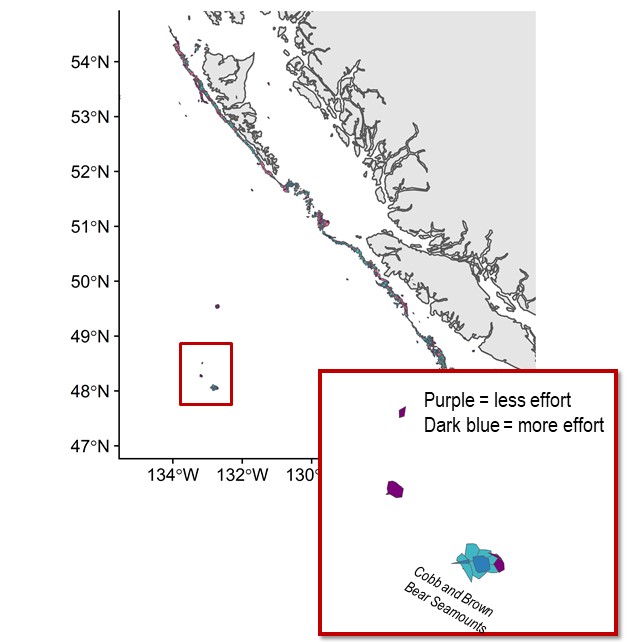 54°N
53°N
52°N
51°N
50°N
49°N
48°N
47°N
134°W 132°W 130°
Purple = less effort
Dark blue = more effort
Cobb and Brown
Bear Seamounts